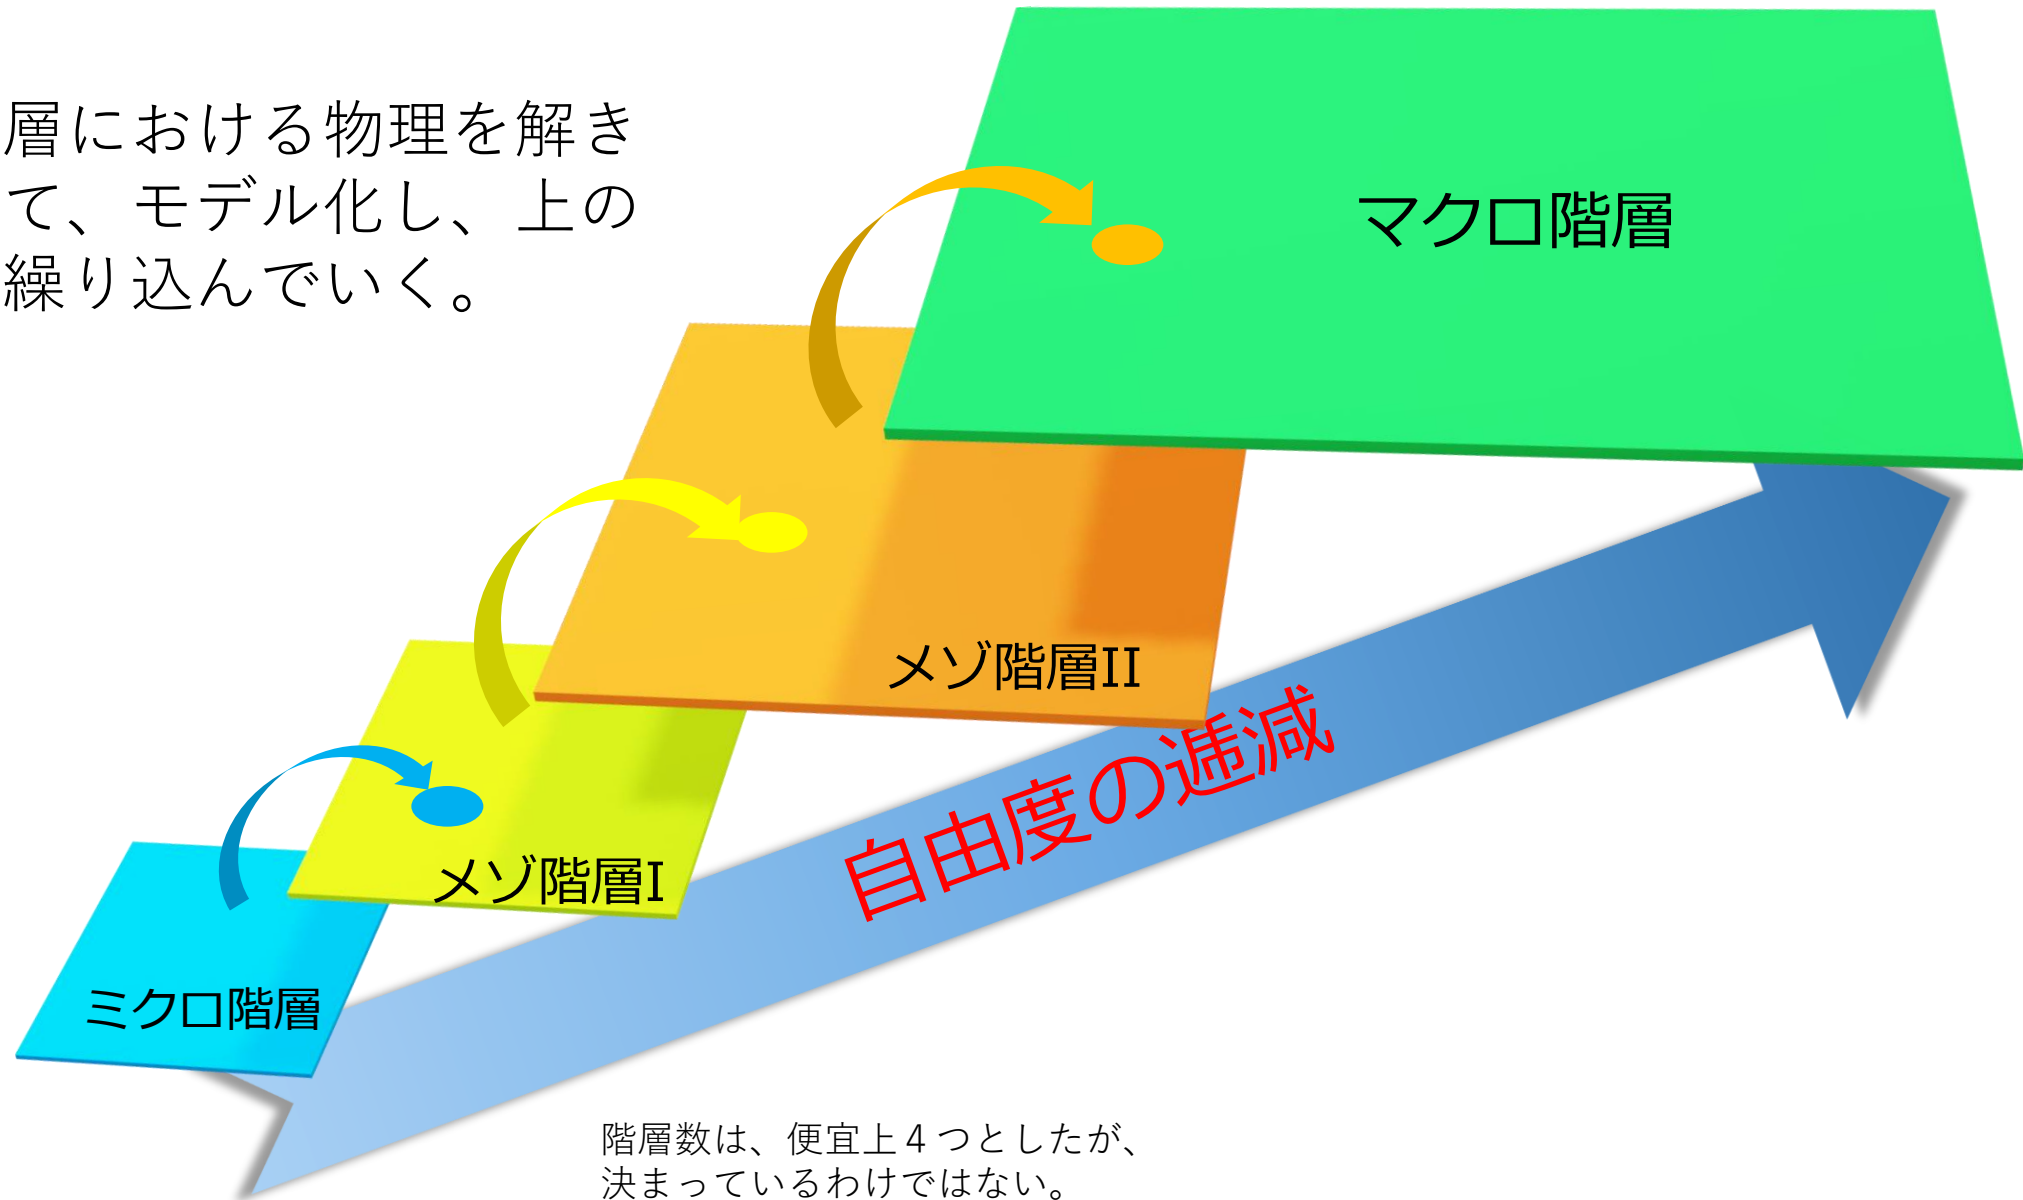 層における物理を解き
て、モデル化し、上の
繰り込んでいく。
マクロ階層
メゾ階層II
自由度の逓減
メゾ階層I
ミクロ階層
階層数は、便宜上４つとしたが、
決まっているわけではない。